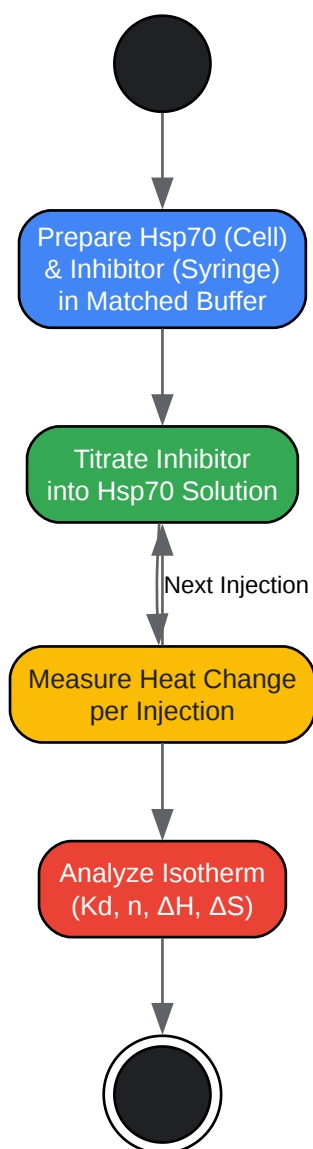 Prepare Hsp70 (Cell)
& Inhibitor (Syringe)
in Matched Buffer
Titrate Inhibitor
into Hsp70 Solution
Next Injection
Measure Heat Change
per Injection
Analyze Isotherm
(Kd, n, ΔH, ΔS)